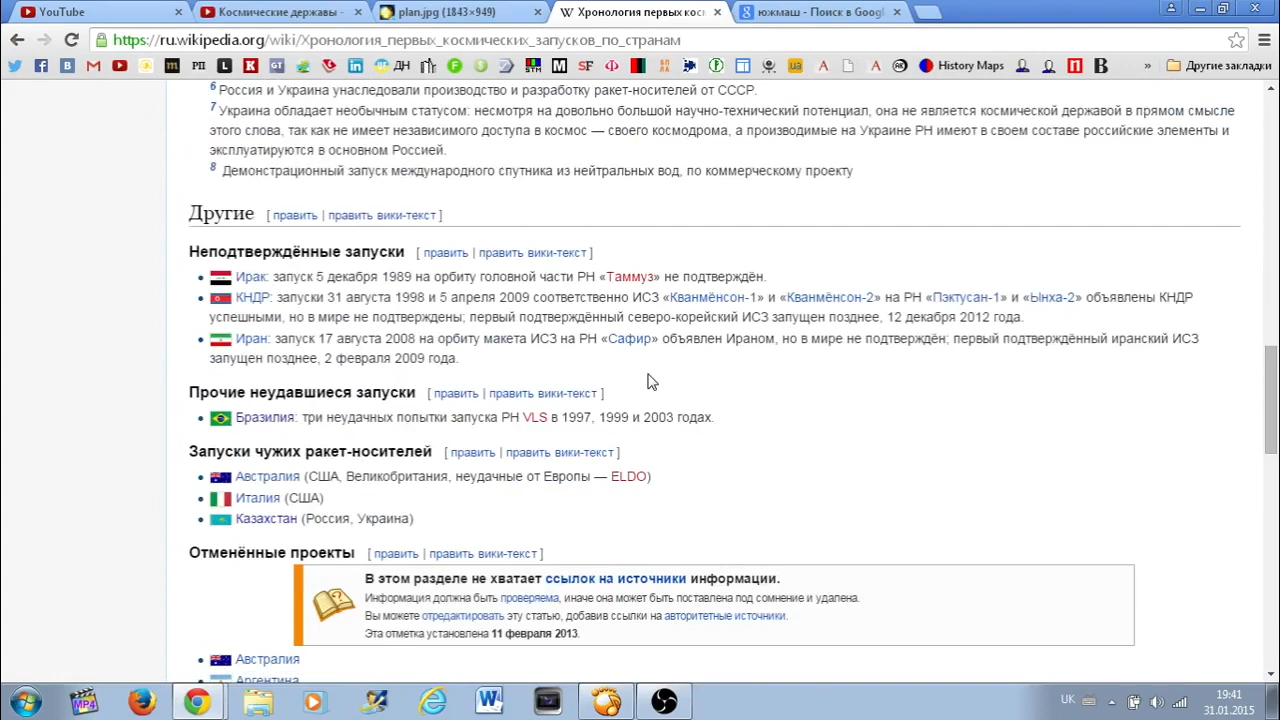 YouTube
Космические державы -
plan.jpg (1843×949)
Хронология первых косм
южмаш - Поиск в Google
https://ru.wikipedia.org/wiki/Хронология_первых_космических_запусков_по_странам
ДН
History Maps
» Другие закладки
6 Россия и Украина унаследовали производство и разработку ракет-носителей от СССР.
7 Украина обладает необычным статусом: несмотря на довольно большой научно-технический потенциал, она не является космической державой в прямом смысле
этого слова, так как не имеет независимого доступа в космос — своего космодрома, а производимые на Украине РН имеют в своем составе российские элементы и
эксплуатируются в основном Россией.
8 Демонстрационный запуск международного спутника из нейтральных вод, по коммерческому проекту
Другие [ править | править вики-текст ]
Неподтверждённые запуски [ править | править вики-текст ]
Ирак: запуск 5 декабря 1989 на орбиту головной части РН «Таммуз» не подтверждён.
КНДР: запуски 31 августа 1998 и 5 апреля 2009 соответственно ИСЗ «Кванмёнсон-1» и «Кванмёнсон-2» на РН «Пэктусан-1» и «Ынха-2» объявлены КНДР
успешными, но в мире не подтверждены; первый подтверждённый северо-корейский ИСЗ запущен позднее, 12 декабря 2012 года.
Иран: запуск 17 августа 2008 на орбиту макета ИСЗ на РН «Сафир» объявлен Ираном, но в мире не подтверждён; первый подтверждённый иранский ИСЗ
запущен позднее, 2 февраля 2009 года.
Прочие неудавшиеся запуски [ править | править вики-текст ]
Бразилия: три неудачных попытки запуска РН VLS в 1997, 1999 и 2003 годах.
Запуски чужих ракет-носителей [ править | править вики-текст ]
Австралия (США, Великобритания, неудачные от Европы — ELDO)
Италия (США)
Казахстан (Россия, Украина)
Отменённые проекты [ править | править вики-текст ]
В этом разделе не хватает ссылок на источники информации.
Информация должна быть проверяема, иначе она может быть поставлена под сомнение и удалена.
Вы можете отредактировать эту статью, добавив ссылки на авторитетные источники.
Эта отметка установлена 11 февраля 2013.
Австралия
Аргентина
MP4
UK
19:41
31.01.2015